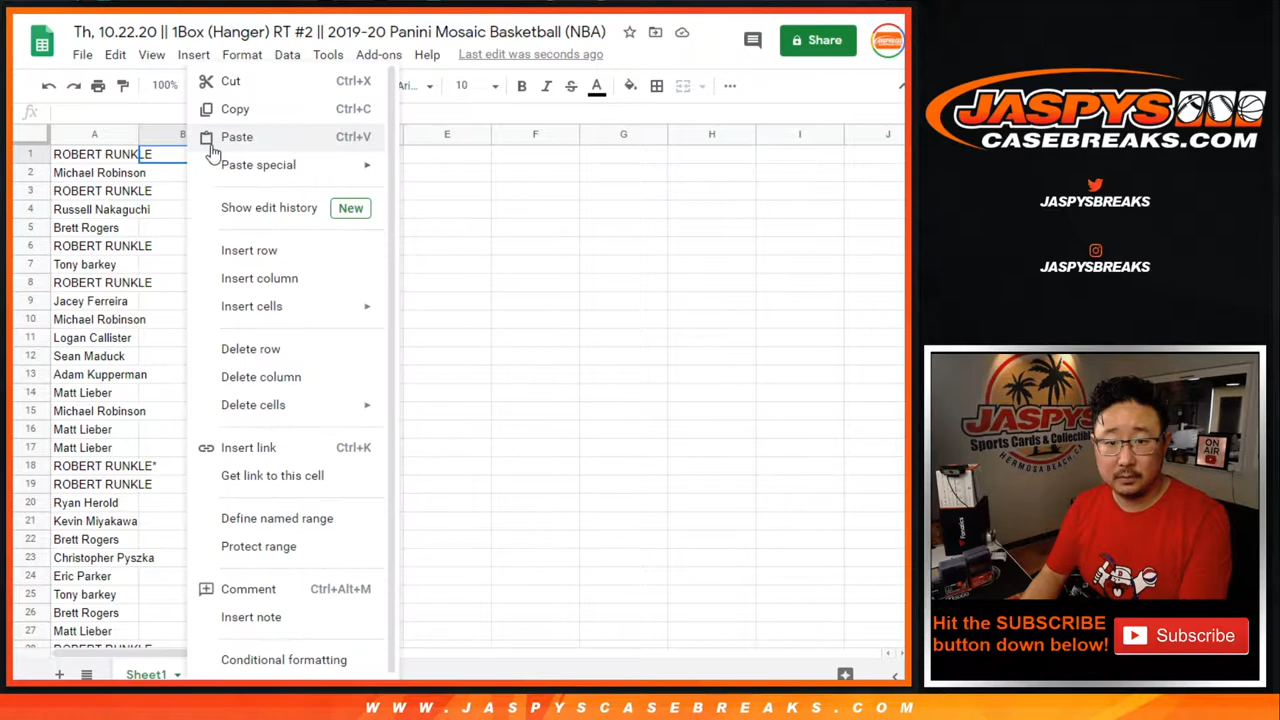 Th, 10.22.20 || 1Box (Hanger) RT #2 || 2019-20 Panini Mosaic Basketball (NBA)
File Edit View Insert Format Data Tools Add-ons Help Last edit was seconds ago
Share
100% Ari... 10
fx
A B E F G H I J
1 ROBERT RUNKLE
2 Michael Robinson
3 ROBERT RUNKLE
4 Russell Nakaguchi
5 Brett Rogers
6 ROBERT RUNKLE
7 Tony barkey
8 ROBERT RUNKLE
9 Jacey Ferreira
10 Michael Robinson
11 Logan Callister
12 Sean Maduck
13 Adam Kupperman
14 Matt Lieber
15 Michael Robinson
16 Matt Lieber
17 Matt Lieber
18 ROBERT RUNKLE*
19 ROBERT RUNKLE
20 Ryan Herold
21 Kevin Miyakawa
22 Brett Rogers
23 Christopher Pyszka
24 Eric Parker
25 Tony barkey
26 Brett Rogers
27 Matt Lieber
28 ROBERT RUNKLE
Cut Ctrl+X
Copy Ctrl+C
Paste Ctrl+V
Paste special
Show edit history New
Insert row
Insert column
Insert cells
Delete row
Delete column
Delete cells
Insert link Ctrl+K
Get link to this cell
Define named range
Protect range
Comment Ctrl+Alt+M
Insert note
Conditional formatting
Sheet1
JASPYS
CASEBREAKS.COM
JASPYSBREAKS
JASPYSBREAKS
JASPYS
Sports Cards & Collectibles
HERMOSA BEACH, CA
ON AIR
Fanatics
Hit the SUBSCRIBE
button down below!
Subscribe
WWW.JASPYSCASEBREAKS.COM